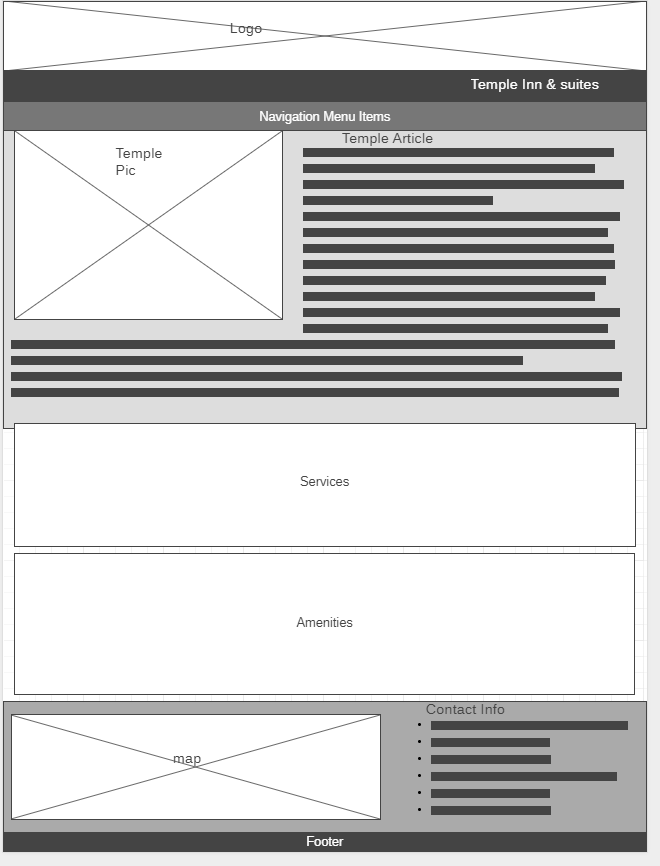 Logo
Temple Inn & suites
Navigation Menu Items
Temple
Pic
Temple Article
Services
Amenities
map
Contact Info
Footer